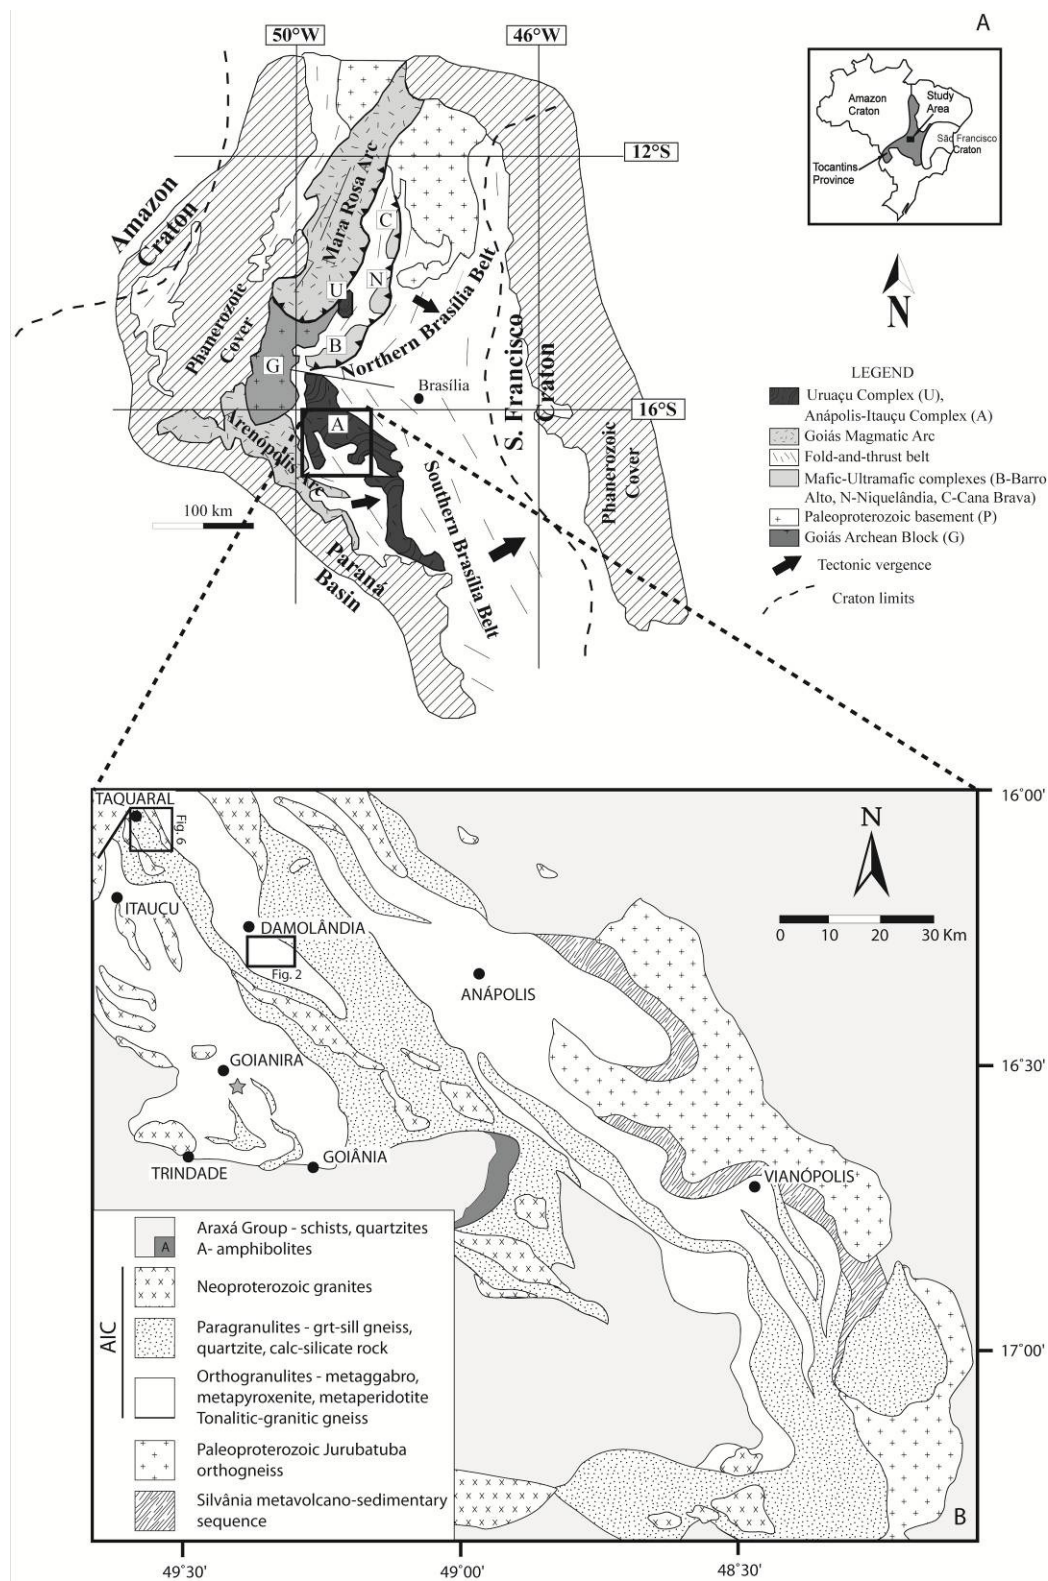 A
50°W
46°W
Amazon
Craton
Study
Area
São Francisco
Craton
Tocantins
Province
12°S
Amazon
Craton
Mara Rosa Arc
C
N
U
B
G
A
Phanerozoic
Cover
Northern Brasília Belt
Brasília
16°S
S. Francisco
Craton
Phanerozoic
Cover
Arenópolis Arc
Southern Brasília Belt
100 km
Paraná
Basin
N
LEGEND
Uruaçu Complex (U),
Anápolis-Itauçu Complex (A)
Goiás Magmatic Arc
Fold-and-thrust belt
Mafic-Ultramafic complexes (B-Barro
Alto, N-Niquelândia, C-Cana Brava)
Paleoproterozoic basement (P)
Goiás Archean Block (G)
Tectonic vergence
Craton limits
TAQUARAL
Fig. 6
ITAUÇU
DAMOLÂNDIA
Fig. 2
ANÁPOLIS
GOIANIRA
TRINDADE
GOIÂNIA
VIANÓPOLIS
N
0 10 20 30 Km
16°00'
16°30'
17°00'
A
Araxá Group - schists, quartzites
A- amphibolites
AIC
Neoproterozoic granites
Paragranulites - grt-sill gneiss,
quartzite, calc-silicate rock
Orthogranulites - metaggabro,
metapyroxenite, metaperidotite
Tonalitic-granitic gneiss
Paleoproterozoic Jurubatuba
orthogneiss
Silvânia metavolcano-sedimentary
sequence
B
49°30'
49°00'
48°30'